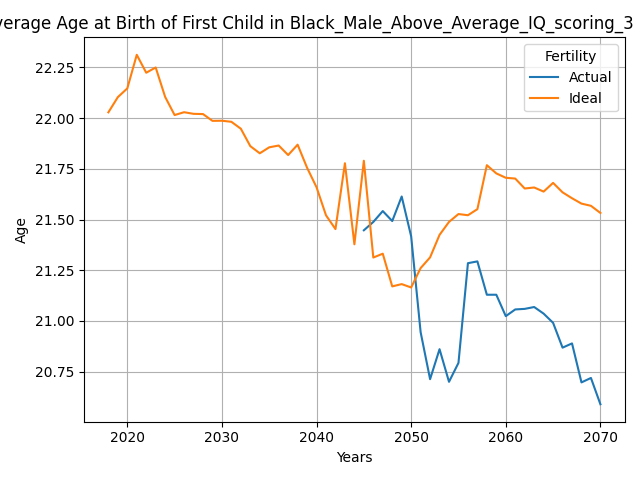 verage Age at Birth of First Child in Black_Male_Above_Average_IQ_scoring_3
Fertility
Actual
Ideal
22.25
22.00
21.75
21.50
21.25
21.00
20.75
Age
2020 2030 2040 2050 2060 2070
Years